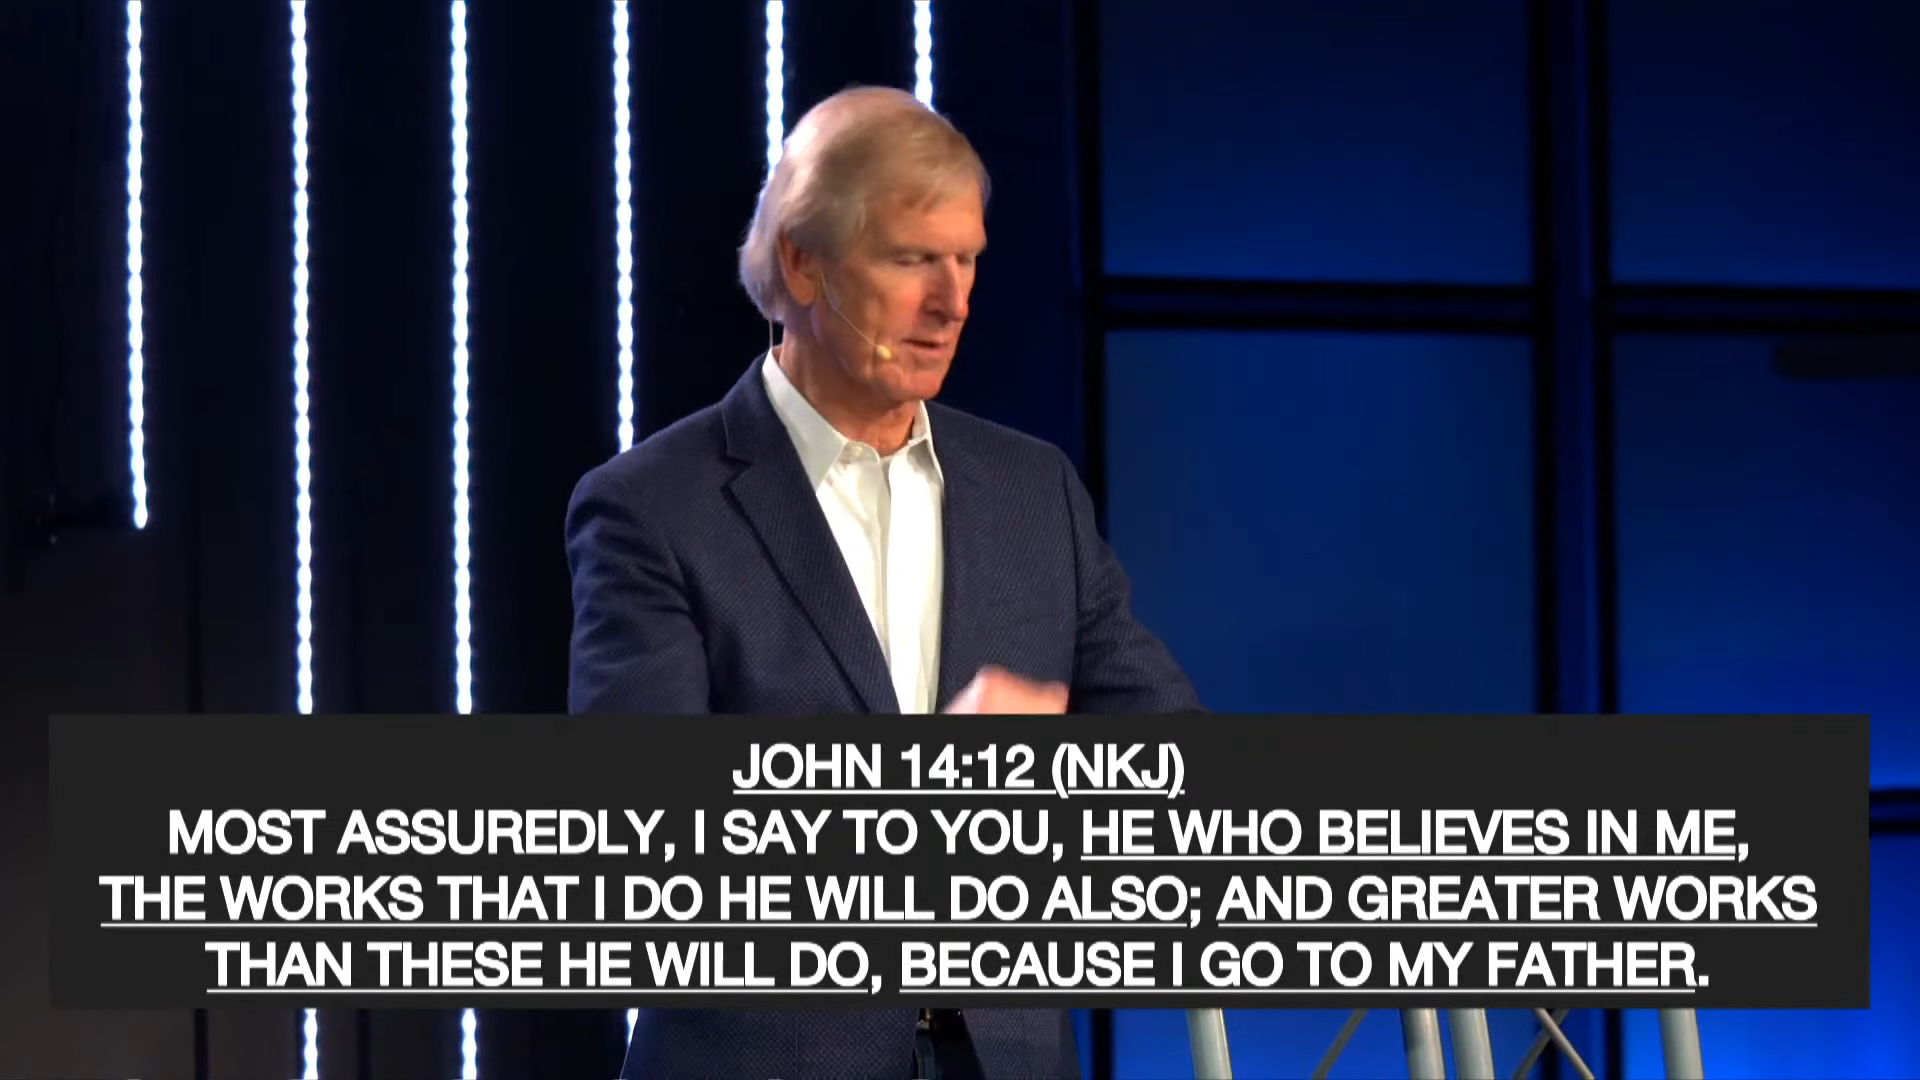 JOHN 14:12 (NKJ)
MOST ASSUREDLY, I SAY TO YOU, HE WHO BELIEVES IN ME,
THE WORKS THAT I DO HE WILL DO ALSO; AND GREATER WORKS
THAN THESE HE WILL DO, BECAUSE I GO TO MY FATHER.